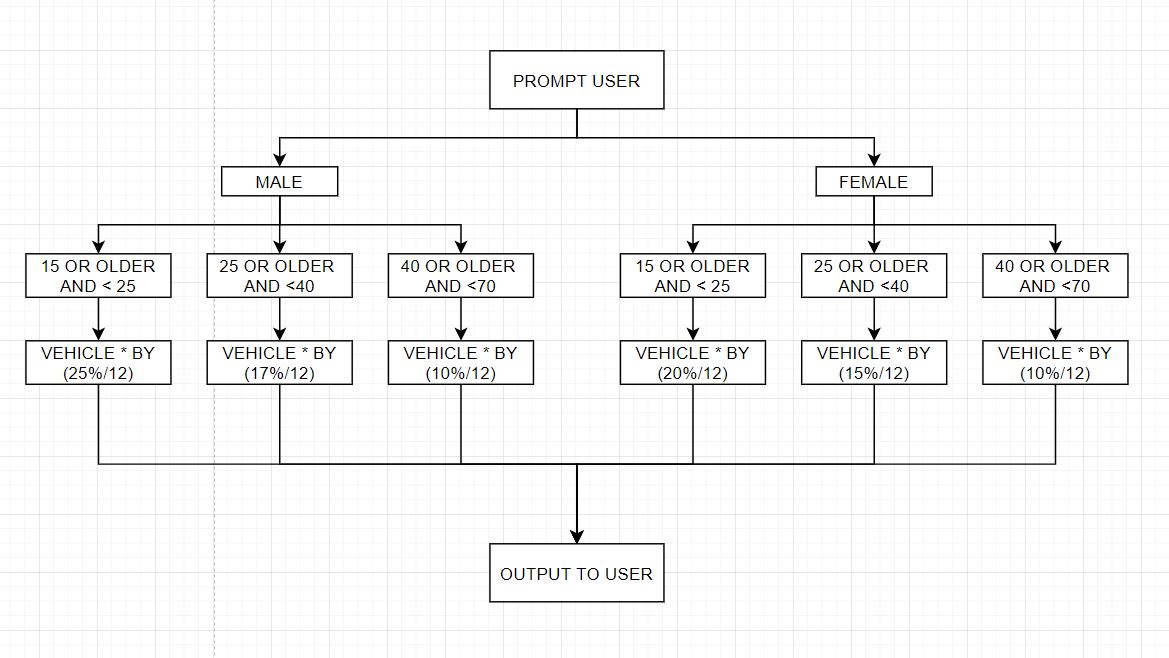 PROMPT USER
MALE
FEMALE
15 OR OLDER
AND < 25
25 OR OLDER
AND <40
40 OR OLDER
AND <70
15 OR OLDER
AND < 25
25 OR OLDER
AND <40
40 OR OLDER
AND <70
VEHICLE * BY
(25%/12)
VEHICLE * BY
(17%/12)
VEHICLE * BY
(10%/12)
VEHICLE * BY
(20%/12)
VEHICLE * BY
(15%/12)
VEHICLE * BY
(10%/12)
OUTPUT TO USER